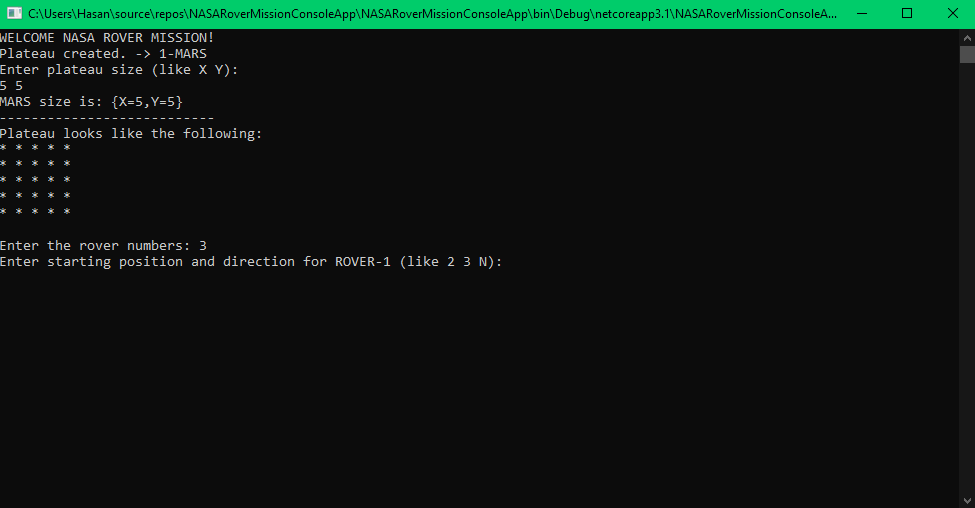 C:\Users\Hasan\source\repos\NASARoverMissionConsoleApp\NASARoverMissionConsoleApp\bin\Debug\netcoreapp3.1\NASARoverMissionConsoleA...
WELCOME NASA ROVER MISSION!
Plateau created. -> 1-MARS
Enter plateau size (like X Y):
5 5
MARS size is: {X=5,Y=5}
---------------------------
Plateau looks like the following:
* * * * *
* * * * *
* * * * *
* * * * *
* * * * *
Enter the rover numbers: 3
Enter starting position and direction for ROVER-1 (like 2 3 N):